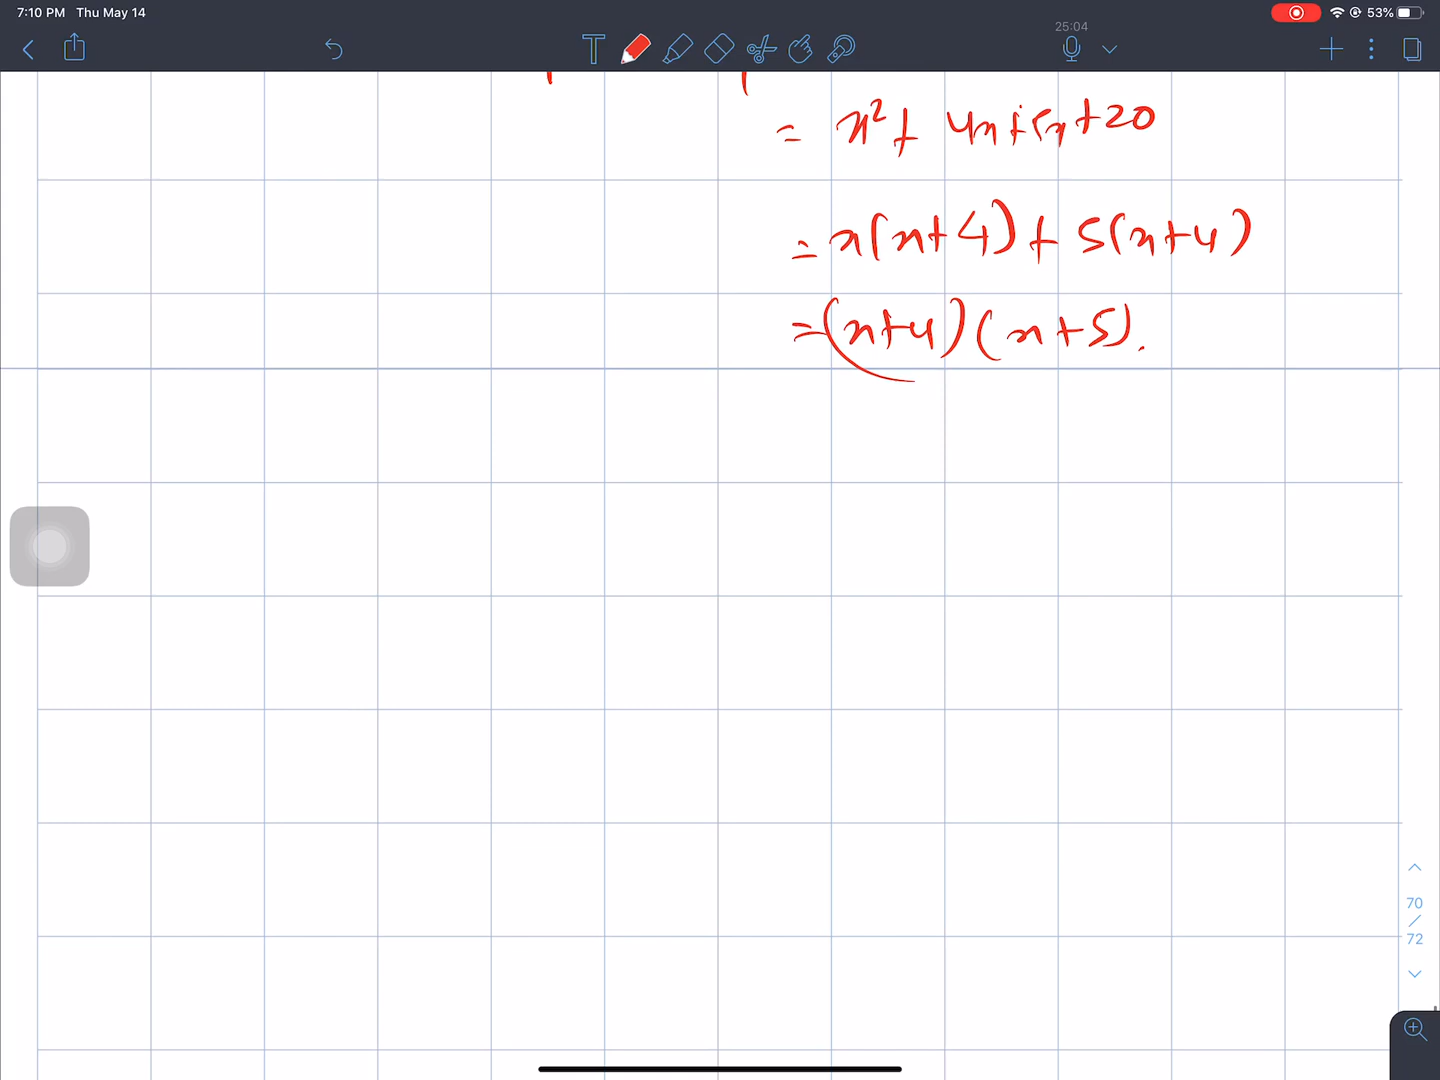 7:10 PM Thu May 14
53%
25:04
= x² + 4x+5x+20
= x(x+4) + 5(x+4)
= (x+4)(x+5).
70
/
72